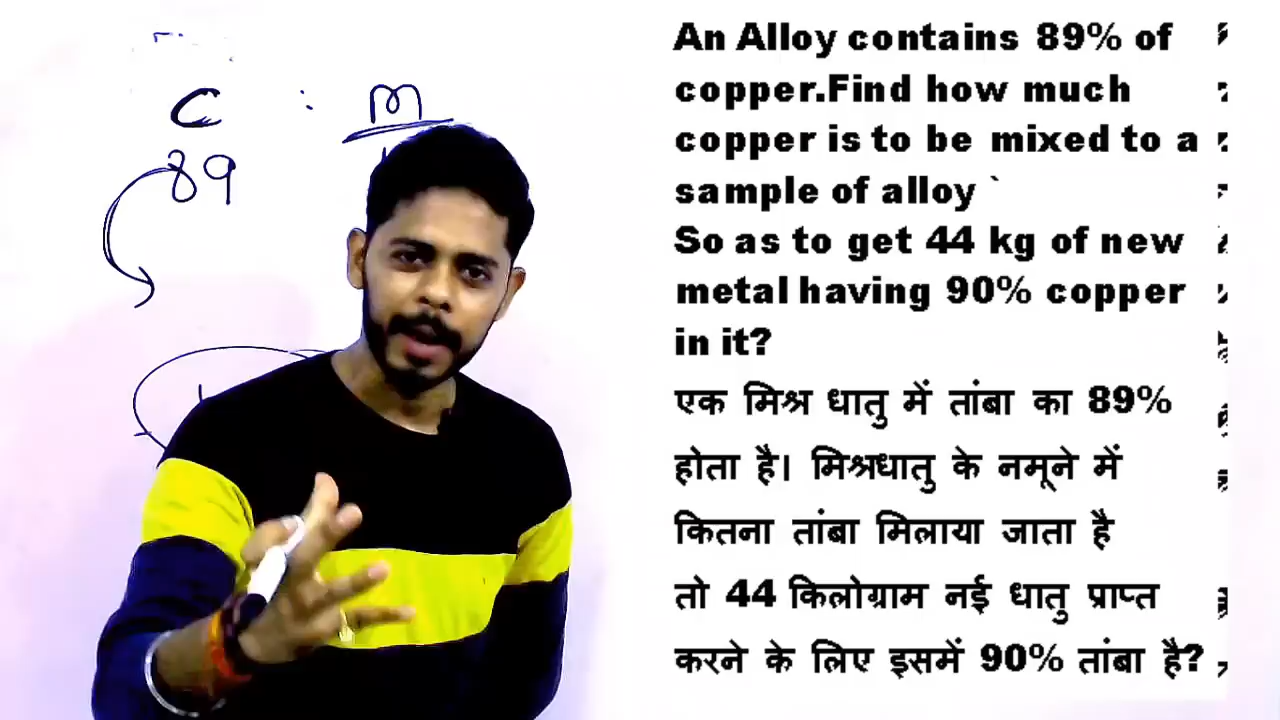 C : M
89
An Alloy contains 89% of
copper.Find how much
copper is to be mixed to a
sample of alloy `
So as to get 44 kg of new
metal having 90% copper
in it?
एक मिश्र धातु में तांबा का 89%
होता है। मिश्रधातु के नमूने में
कितना तांबा मिलाया जाता है
तो 44 किलोग्राम नई धातु प्राप्त
करने के लिए इसमें 90% तांबा है?